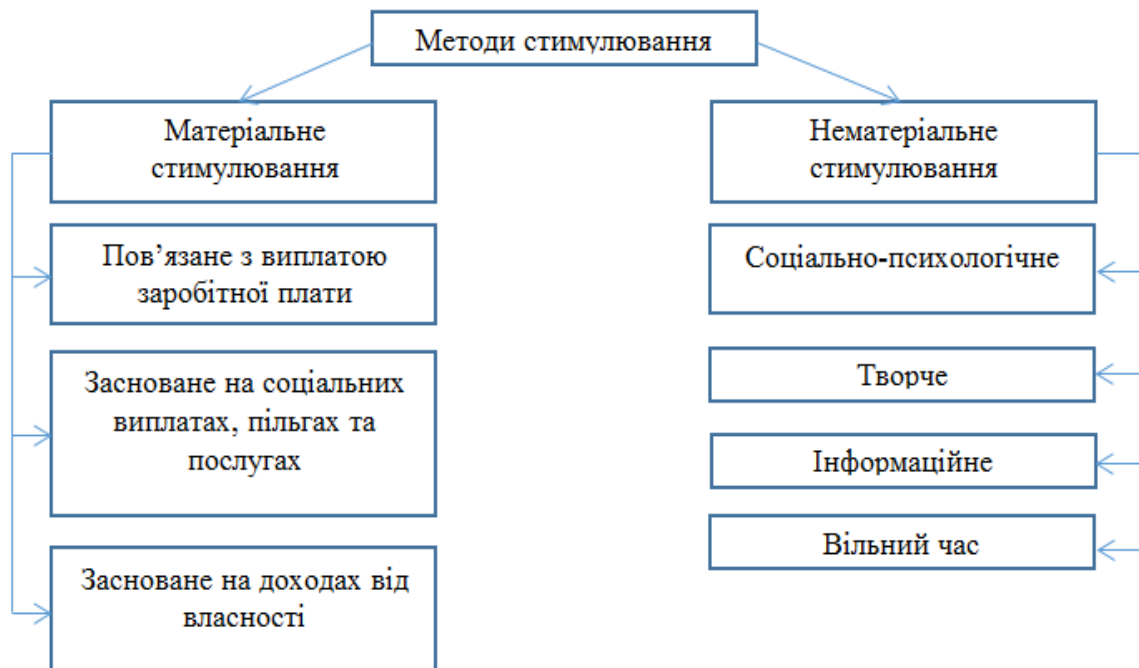 Методи стимулювання
Матеріальне
стимулювання
Пов’язане з виплатою
заробітної плати
Засноване на соціальних
виплатах, пільгах та
послугах
Засноване на доходах від
власності
Нематеріальне
стимулювання
Соціально-психологічне
Творче
Інформаційне
Вільний час